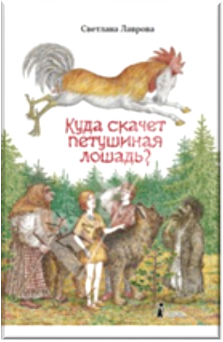 Светлана Лаврова
Куда скачет
петушиная
лошадь?